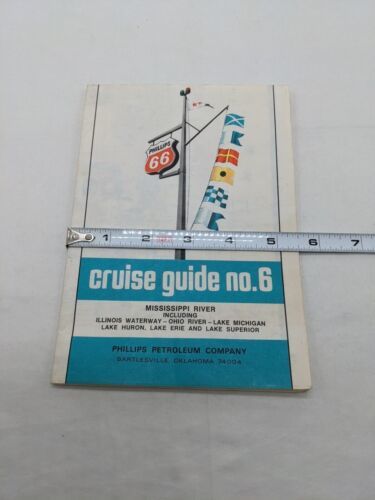 PHILLIPS
66
1 2 3 4 5 6 7
cruise guide no.6
MISSISSIPPI RIVER
INCLUDING
ILLINOIS WATERWAY-OHIO RIVER-LAKE MICHIGAN
LAKE HURON, LAKE ERIE AND LAKE SUPERIOR
PHILLIPS PETROLEUM COMPANY
BARTLESVILLE, OKLAHOMA 74004